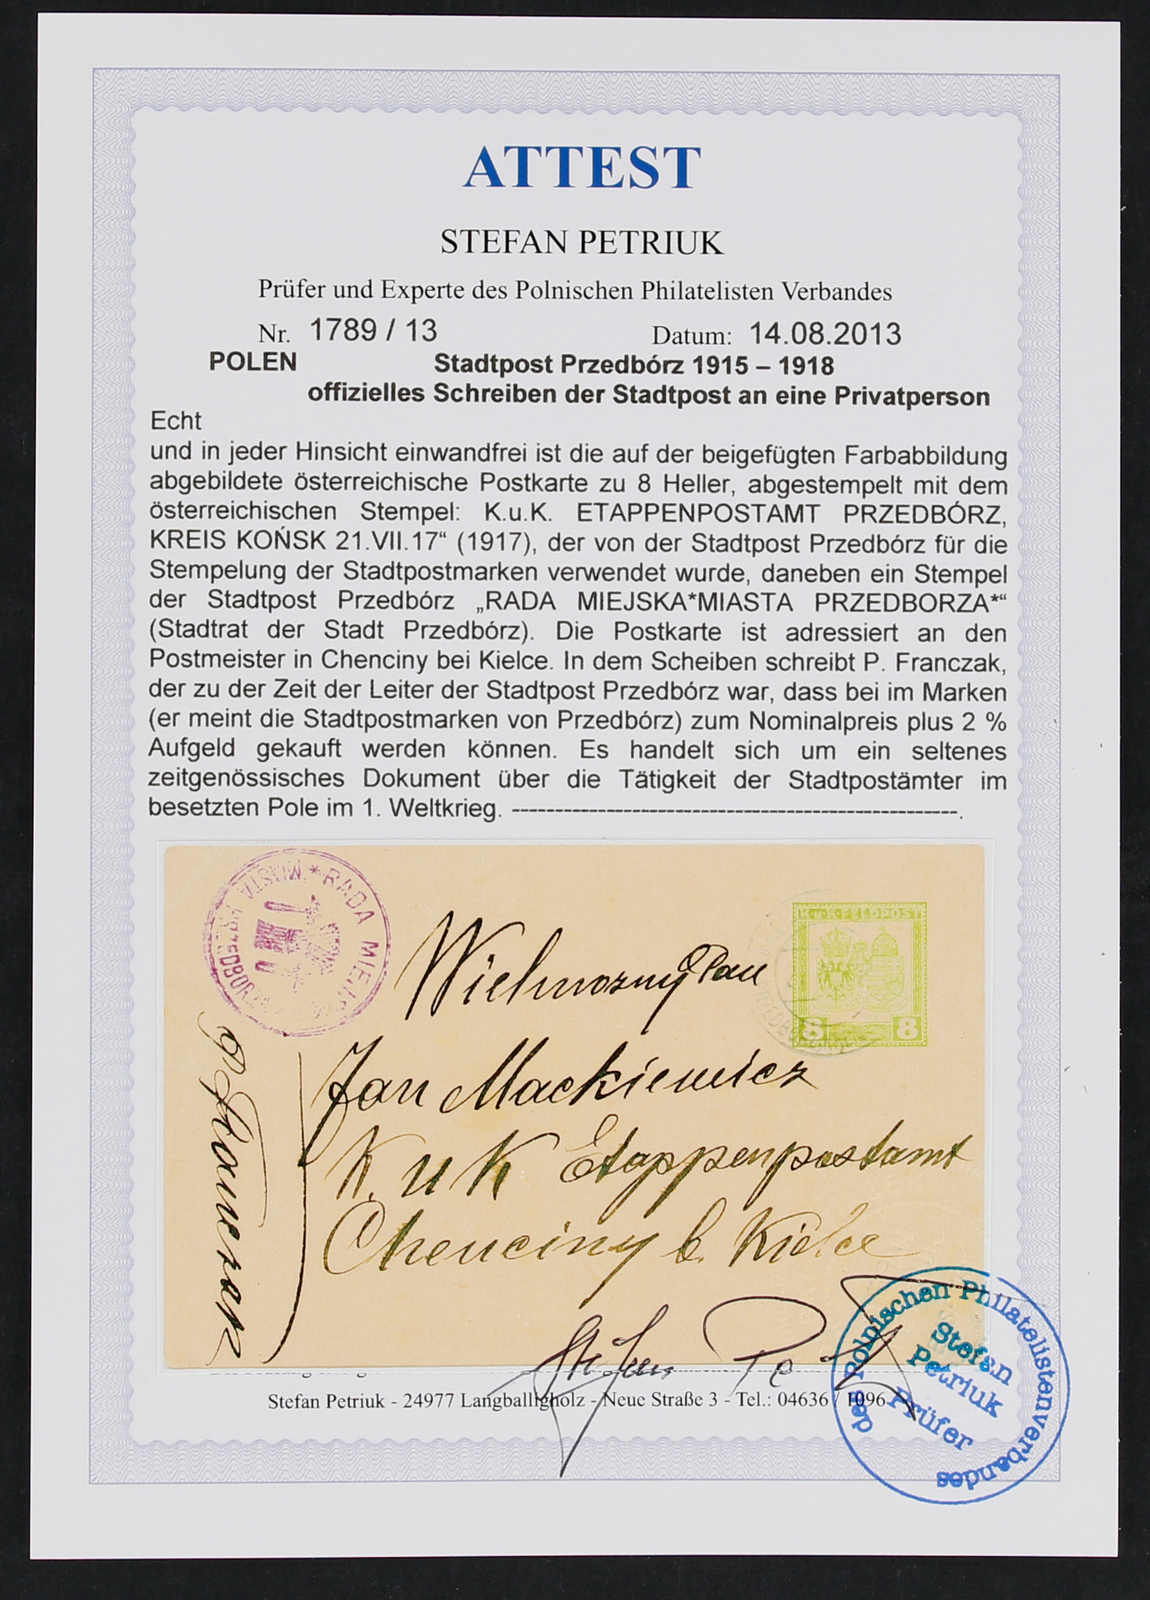 ATTEST
STEFAN PETRIUK
Prüfer und Experte des Polnischen Philatelisten Verbandes
Nr. 1789 / 13 Datum: 14.08.2013
POLEN Stadtpost Przedbórz 1915 – 1918
offizielles Schreiben der Stadtpost an eine Privatperson
Echt
und in jeder Hinsicht einwandfrei ist die auf der beigefügten Farbabbildung
abgebildete österreichische Postkarte zu 8 Heller, abgestempelt mit dem
österreichischen Stempel: K.u.K. ETAPPENPOSTAMT PRZEDBÓRZ,
KREIS KOŃSK 21.VII.17“ (1917), der von der Stadtpost Przedbórz für die
Stempelung der Stadtpostmarken verwendet wurde, daneben ein Stempel
der Stadtpost Przedbórz „RADA MIEJSKA*MIASTA PRZEDBORZA*“
(Stadtrat der Stadt Przedbórz). Die Postkarte ist adressiert an den
Postmeister in Chenciny bei Kielce. In dem Scheiben schreibt P. Franczak,
der zu der Zeit der Leiter der Stadtpost Przedbórz war, dass bei im Marken
(er meint die Stadtpostmarken von Przedbórz) zum Nominalpreis plus 2 %
Aufgeld gekauft werden können. Es handelt sich um ein seltenes
zeitgenössisches Dokument über die Tätigkeit der Stadtpostämter im
besetzten Pole im 1. Weltkrieg. ----------------------------------------------------.
* RADA MIEJSKA * MIASTA PRZEDBORZA
K.u.K. FELDPOST
8 8
Wielmożny Pan
Jan Mackiewicz
K. u K Etappenpostamt
Chenciny b. Kielce
P Franczak
Stefan Petriuk - 24977 Langballigholz - Neue Straße 3 - Tel.: 04636 / 1096
des Polnischen Philatelistenverbandes
Stefan
Petriuk
Prüfer